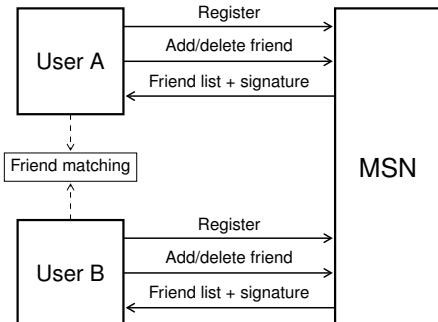 Register
Add/delete friend
Friend list + signature
User A
Friend matching
MSN
Register
Add/delete friend
Friend list + signature
User B